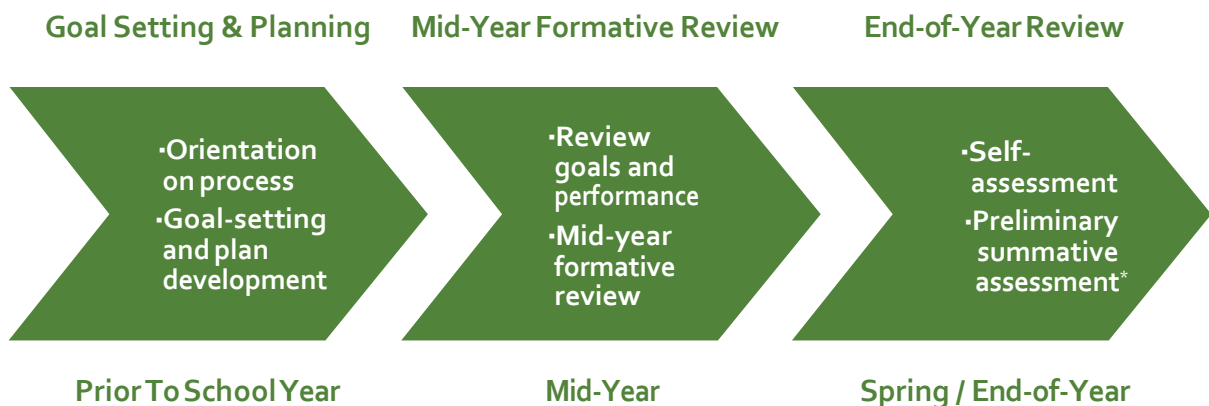 Goal Setting & Planning
Mid-Year Formative Review
End-of-Year Review
▪Orientation
on process
▪Goal-setting
and plan
development
▪Review
goals and
performance
▪Mid-year
formative
review
▪Self-
assessment
▪Preliminary
summative
assessment*
Prior To School Year
Mid-Year
Spring / End-of-Year